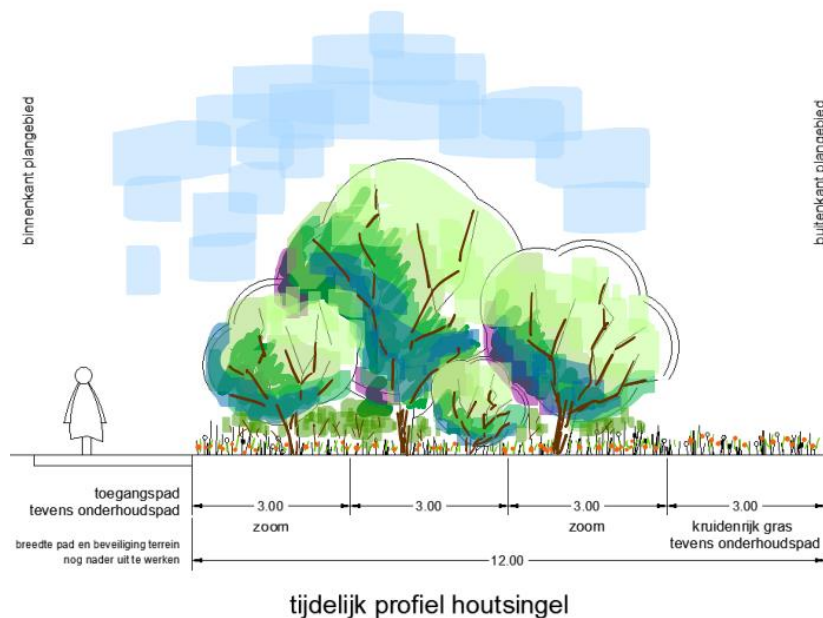 binnenkant plangebied
buitenkant plangebied
toegangspad
tevens onderhoudspad
3.00
3.00
3.00
3.00
zoom
zoom
kruidenrijk gras
tevens onderhoudspad
breedte pad en beveiliging terrein
nog nader uit te werken
12.00
tijdelijk profiel houtsingel